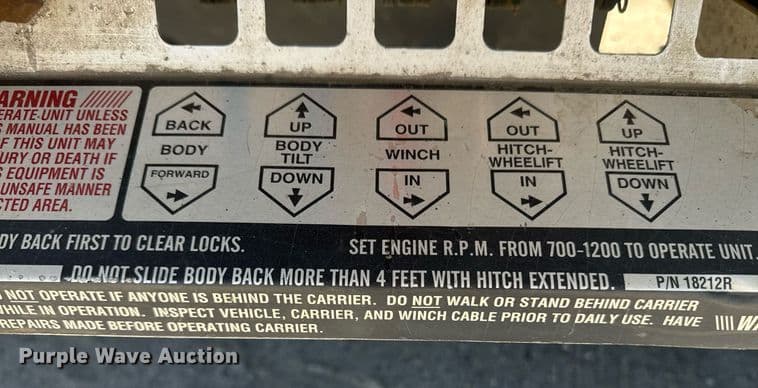 ARNING
UNIT UNLESS
MANUAL HAS BEEN
F THIS UNIT MAY
URY OR DEATH IF
EQUIPMENT IS
UNSAFE MANNER
TED AREA.
BACK
BODY
FORWARD
UP
BODY
TILT
DOWN
OUT
WINCH
IN
OUT
HITCH-
WHEELIFT
IN
UP
HITCH-
WHEELIFT
DOWN
DY BACK FIRST TO CLEAR LOCKS. SET ENGINE R.P.M. FROM 700-1200 TO OPERATE UNIT.
DO NOT SLIDE BODY BACK MORE THAN 4 FEET WITH HITCH EXTENDED. P/N 18212R
NOT OPERATE IF ANYONE IS BEHIND THE CARRIER. DO NOT WALK OR STAND BEHIND CARRIER
WHILE IN OPERATION. INSPECT VEHICLE, CARRIER, AND WINCH CABLE PRIOR TO DAILY USE. HAVE
REPAIRS MADE BEFORE OPERATING CARRIER.
Purple Wave Auction